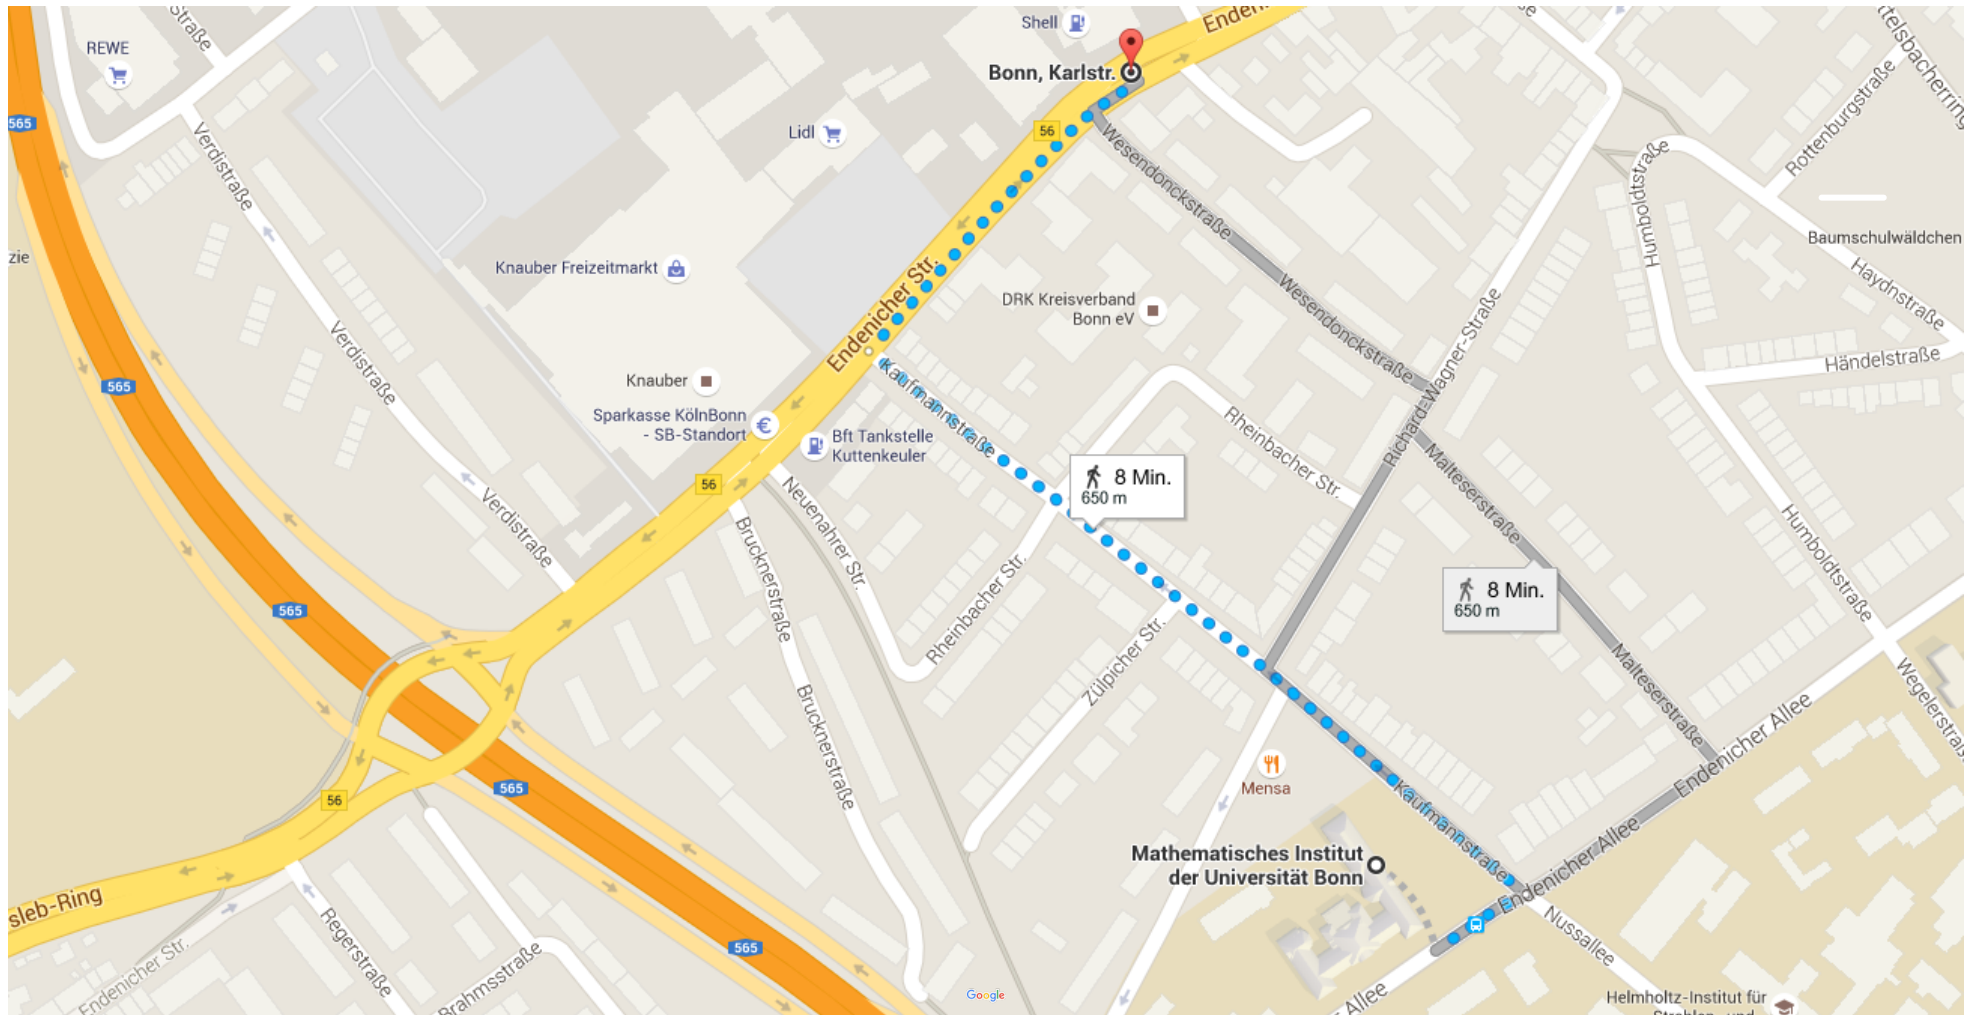 Straße
REWE
565
zie
Verdistraße
Verdistraße
Verdistraße
Shell
Bonn, Karlstr.
56
Lidl
Knauber Freizeitmarkt
Knauber
Sparkasse KölnBonn
- SB-Standort
Bft Tankstelle
Kuttenkeuler
56
Endenicher Str.
Wesendonckstraße
Wesendonckstraße
DRK Kreisverband
Bonn eV
Kaufmannstraße
Rheinbacher Str.
Richard-Wagner-Straße
Malteserstraße
8 Min.
650 m
8 Min.
650 m
Rottenburgstraße
Humboldtstraße
Baumschulwäldchen
Haydnstraße
Händelstraße
Humboldtstraße
Malteserstraße
Neuenahrer Str.
Brucknerstraße
Rheinbacher Str.
Zülpicher Str.
Brucknerstraße
565
565
565
565
56
Mensa
Mathematisches Institut
der Universität Bonn
Kaufmannstraße
Endenicher Allee
Endenicher Allee
Nussallee
Allee
sleb-Ring
Endenicher Str.
Regerstraße
Brahmsstraße
Google
Helmholtz-Institut für